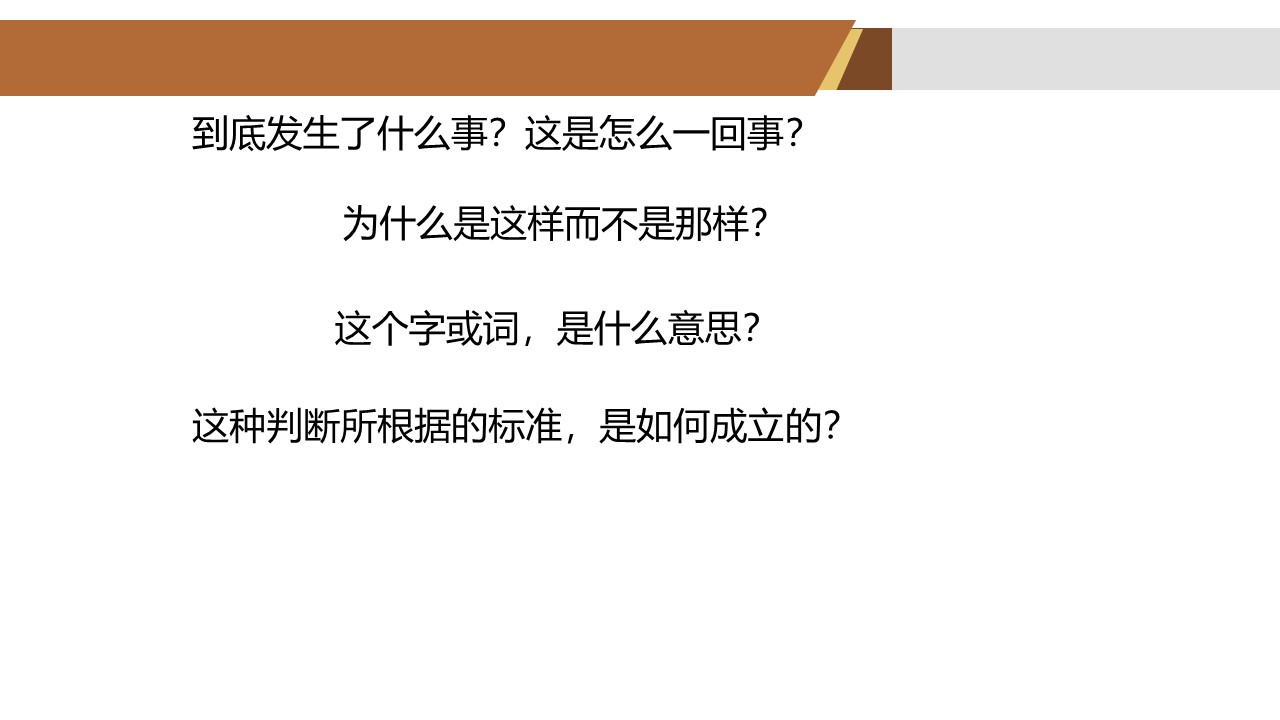 到底发生了什么事？这是怎么一回事？
为什么是这样而不是那样？
这个字或词，是什么意思？
这种判断所根据的标准，是如何成立的？